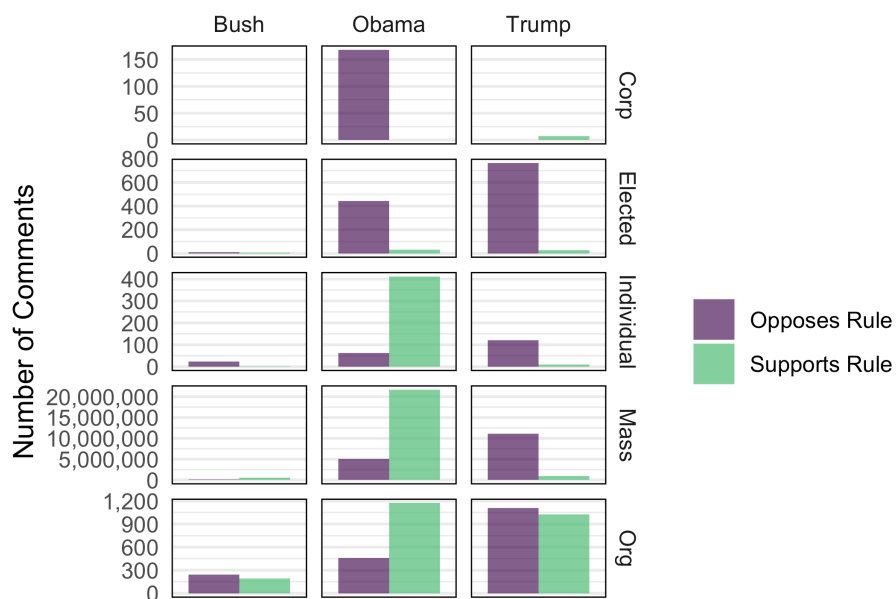 Bush Obama Trump
Number of Comments
150
100
50
0
Corp
800
600
400
200
0
Elected
400
300
200
100
0
Individual
20,000,000
15,000,000
10,000,000
5,000,000
0
Mass
1,200
900
600
300
0
Org
Opposes Rule
Supports Rule